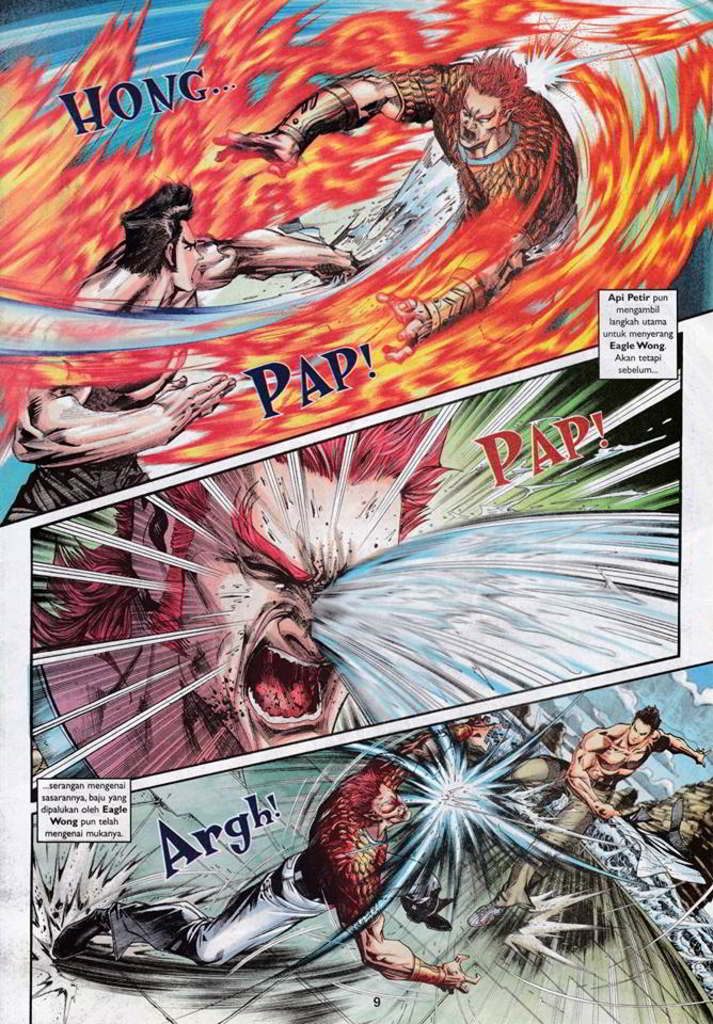 HONG...
Api Petir pun
mengambil
langkah utama
untuk menyerang
Eagle Wong.
Akan tetapi
sebelum...
PAP!
PAP!
...serangan mengenai
sasarannya, baju yang
dipalukan oleh Eagle
Wong pun telah
mengenai mukanya.
Argh!
9